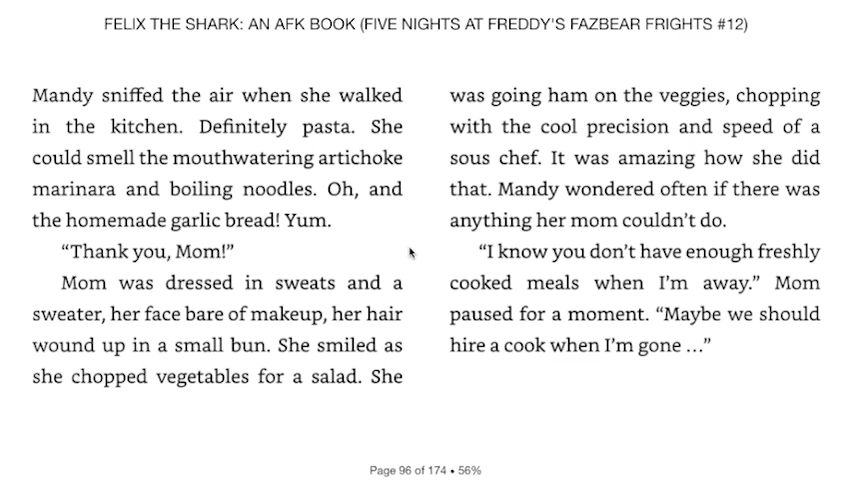 FELIX THE SHARK: AN AFK BOOK (FIVE NIGHTS AT FREDDY'S FAZBEAR FRIGHTS #12)
Mandy sniffed the air when she walked
in the kitchen. Definitely pasta. She
could smell the mouthwatering artichoke
marinara and boiling noodles. Oh, and
the homemade garlic bread! Yum.
“Thank you, Mom!”
Mom was dressed in sweats and a
sweater, her face bare of makeup, her hair
wound up in a small bun. She smiled as
she chopped vegetables for a salad. She
was going ham on the veggies, chopping
with the cool precision and speed of a
sous chef. It was amazing how she did
that. Mandy wondered often if there was
anything her mom couldn’t do.
“I know you don’t have enough freshly
cooked meals when I’m away.” Mom
paused for a moment. “Maybe we should
hire a cook when I’m gone …”
Page 96 of 174 • 56%